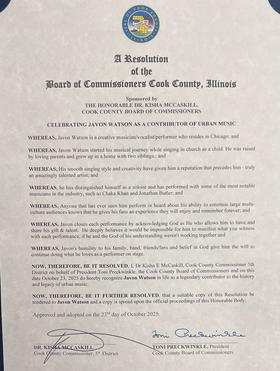 A Resolution
of the
Board of Commissioners Cook County, Illinois
Sponsored by
THE HONORABLE DR. KISHA MCCASKILL,
COOK COUNTY BOARD OF COMMISSIONERS
CELEBRATING JAVON WATSON AS A CONTRIBUTOR OF URBAN MUSIC
WHEREAS, Javon Watson is a creative musician/vocalist/performer who resides in Chicago; and
WHEREAS, Javon Watson started his musical journey while singing in church as a child. He was raised
by loving parents and grew up in a home with two siblings.; and
WHEREAS, His smooth singing style and creativity have given him a reputation that precedes him - truly
an amazingly talented artist; and
WHEREAS, he has distinguished himself as a soloist and has performed with some of the most notable
musicians in the industry, such as Chaka Khan and Jonathan Butler; and
WHEREAS, Anyone that has ever seen him perform or heard about his ability to entertain large multi-
culture audiences known that he gives his fans an experience they will enjoy and remember forever; and
WHEREAS, Javon closes each performance by acknowledging God as He who allows him to have and
share his gift & talent. He deeply believes it would be impossible for him to manifest what you witness
with each performance, if he and the God of his understanding weren't working together and
WHEREAS, Javon's humility to his family, band, friends/fans and belief in God give him the will to
continue doing what he loves as a performer on stage.
NOW, THEREFORE, BE IT RESOLVED, I, Dr Kisha E McCaskill, Cook County Commissioner 5th
District on behalf of President Toni Preckwinkle, the Cook County Board of Commissioners and on this
date October 23, 2025 do hereby recognize Javon Watson in life as a legendary contributor to the history
and legacy of urban music.
NOW, THEREFORE, BE IT FURTHER RESOLVED, that a suitable copy of this Resolution be
tendered to Javon Watson and a copy is spread upon the official proceedings of this Honorable Body.
Approved and adopted on the 23rd day of October 2025.
Toni Preckwinkle
DR. KISHA MCCASKILL
Cook County Commissioner, 5th District
TONI PRECKWINKLE, President
Cook County Board of Commissioners